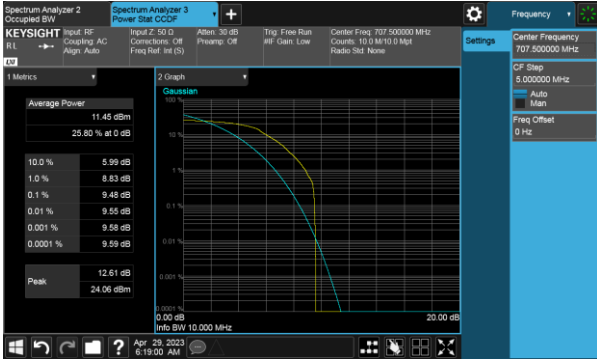 Spectrum Analyzer 2
Occupied BW
Spectrum Analyzer 3
Power Stat CCDF
Frequency
KEYSIGHT
RL
LXI
Input: RF
Coupling: AC
Align: Auto
Input Z: 50 Ω
Corrections: Off
Freq Ref: Int (S)
Atten: 30 dB
Preamp: Off
Trig: Free Run
#IF Gain: Low
Center Freq: 707.500000 MHz
Counts: 10.0 M/10.0 Mpt
Radio Std: None
Settings
Center Frequency
707.500000 MHz
CF Step
5.000000 MHz
Auto
Man
Freq Offset
0 Hz
1 Metrics
Average Power
11.45 dBm
25.80 % at 0 dB
10.0 % 5.99 dB
1.0 % 8.83 dB
0.1 % 9.48 dB
0.01 % 9.55 dB
0.001 % 9.58 dB
0.0001 % 9.59 dB
Peak
12.61 dB
24.06 dBm
2 Graph
Gaussian
100 %
10 %
1 %
0.1 %
0.01 %
0.001 %
0.0001 %
0.00 dB 20.00 dB
Info BW 10.000 MHz
?
Apr 29, 2023
6:19:00 AM